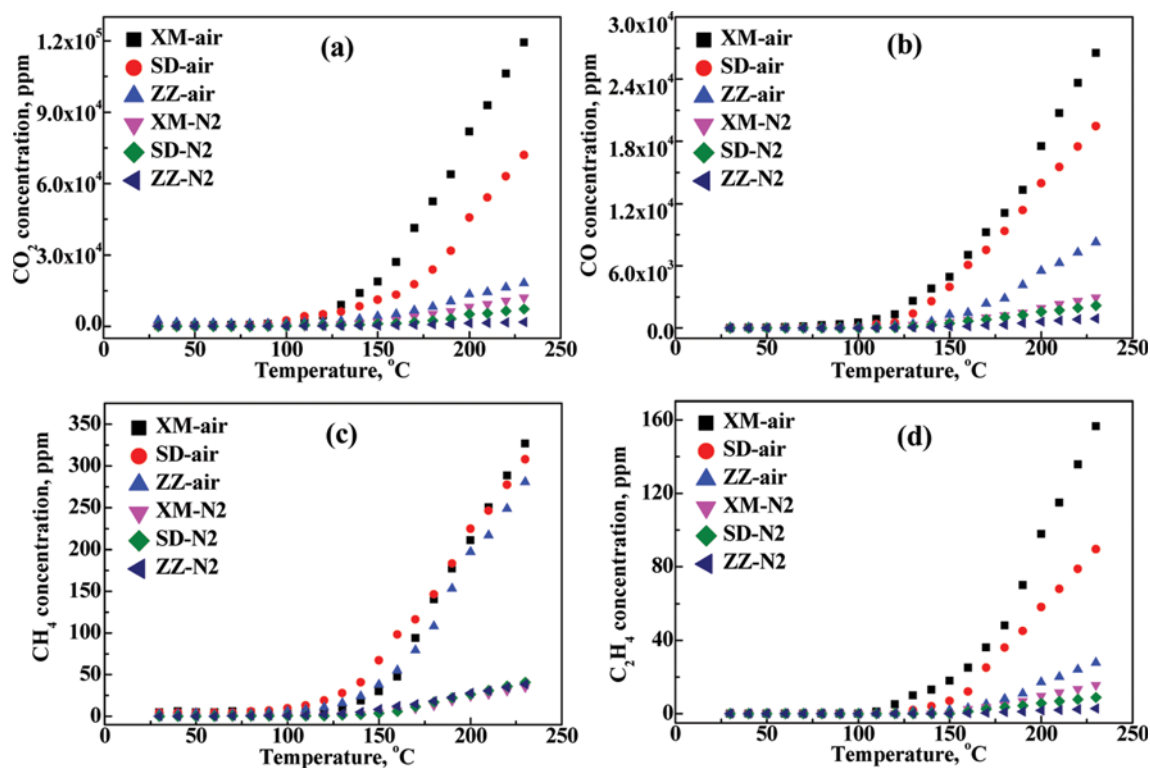 (a)
XM-air
SD-air
ZZ-air
XM-N2
SD-N2
ZZ-N2
CO2 concentration, ppm
1.2x10^5
9.0x10^4
6.0x10^4
3.0x10^4
0.0
0 50 100 150 200 250
Temperature, °C
(b)
XM-air
SD-air
ZZ-air
XM-N2
SD-N2
ZZ-N2
CO concentration, ppm
3.0x10^4
2.4x10^4
1.8x10^4
1.2x10^4
6.0x10^3
0.0
0 50 100 150 200 250
Temperature, °C
(c)
XM-air
SD-air
ZZ-air
XM-N2
SD-N2
ZZ-N2
CH4 concentration, ppm
350
300
250
200
150
100
50
0
0 50 100 150 200 250
Temperature, °C
(d)
XM-air
SD-air
ZZ-air
XM-N2
SD-N2
ZZ-N2
C2H4 concentration, ppm
160
120
80
40
0
0 50 100 150 200 250
Temperature, °C